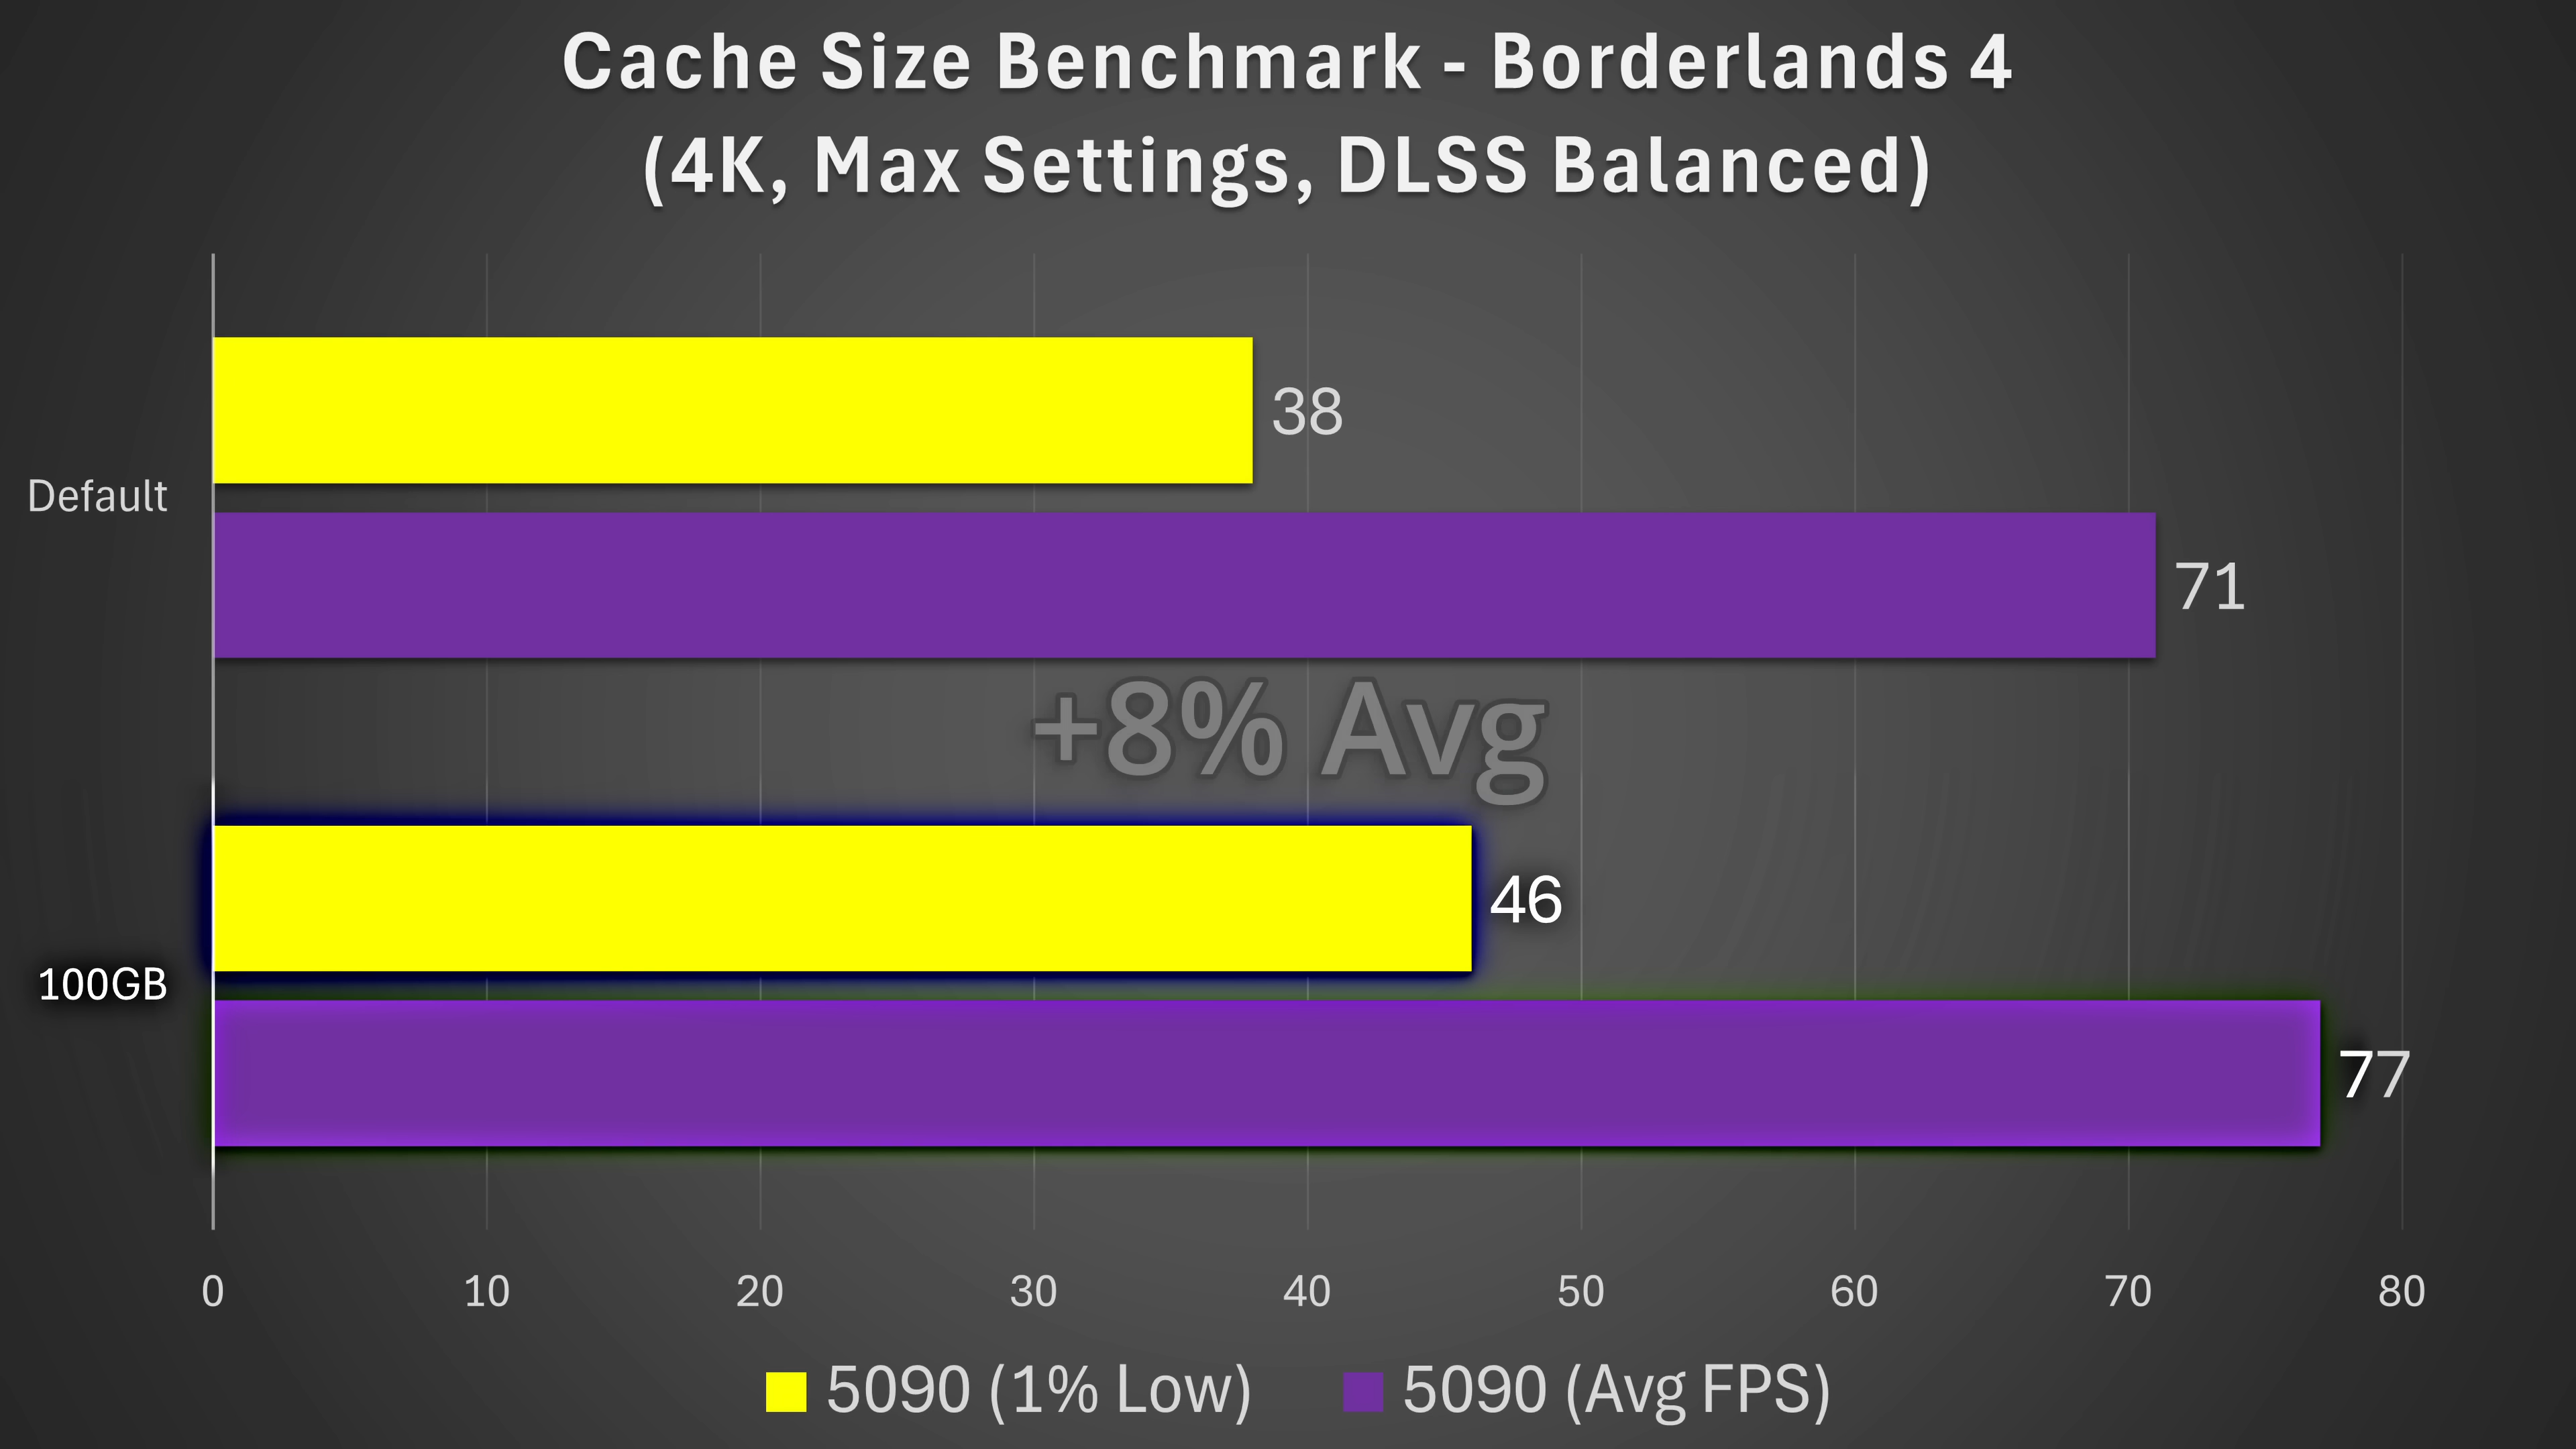 Cache Size Benchmark - Borderlands 4
(4K, Max Settings, DLSS Balanced)
38
Default
71
+8% Avg
46
100GB
77
0 10 20 30 40 50 60 70 80
5090 (1% Low) 5090 (Avg FPS)